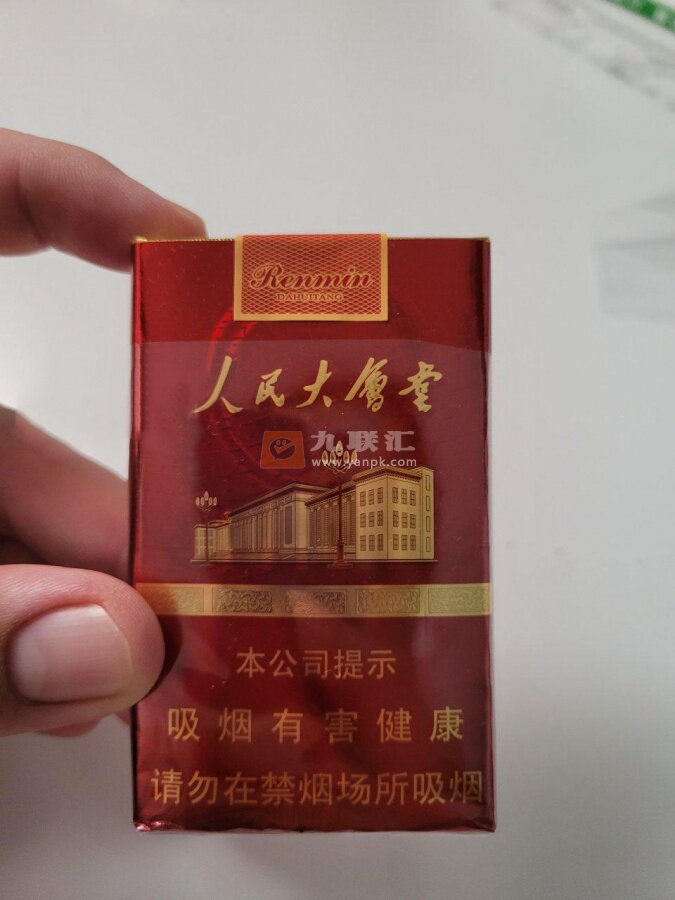 Renmin
DAHUITANG
人民大會堂
九联汇
www.yanpk.com
本公司提示
吸烟有害健康
请勿在禁烟场所吸烟